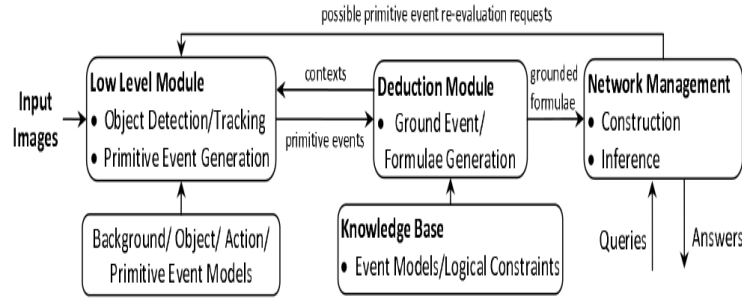 possible primitive event re-evaluation requests
Low Level Module
• Object Detection/Tracking
• Primitive Event Generation
contexts
primitive events
Deduction Module
• Ground Event/
Formulae Generation
grounded
formulae
Network Management
• Construction
• Inference
Input
Images
Background/ Object/ Action/
Primitive Event Models
Knowledge Base
• Event Models/Logical Constraints
Queries
Answers